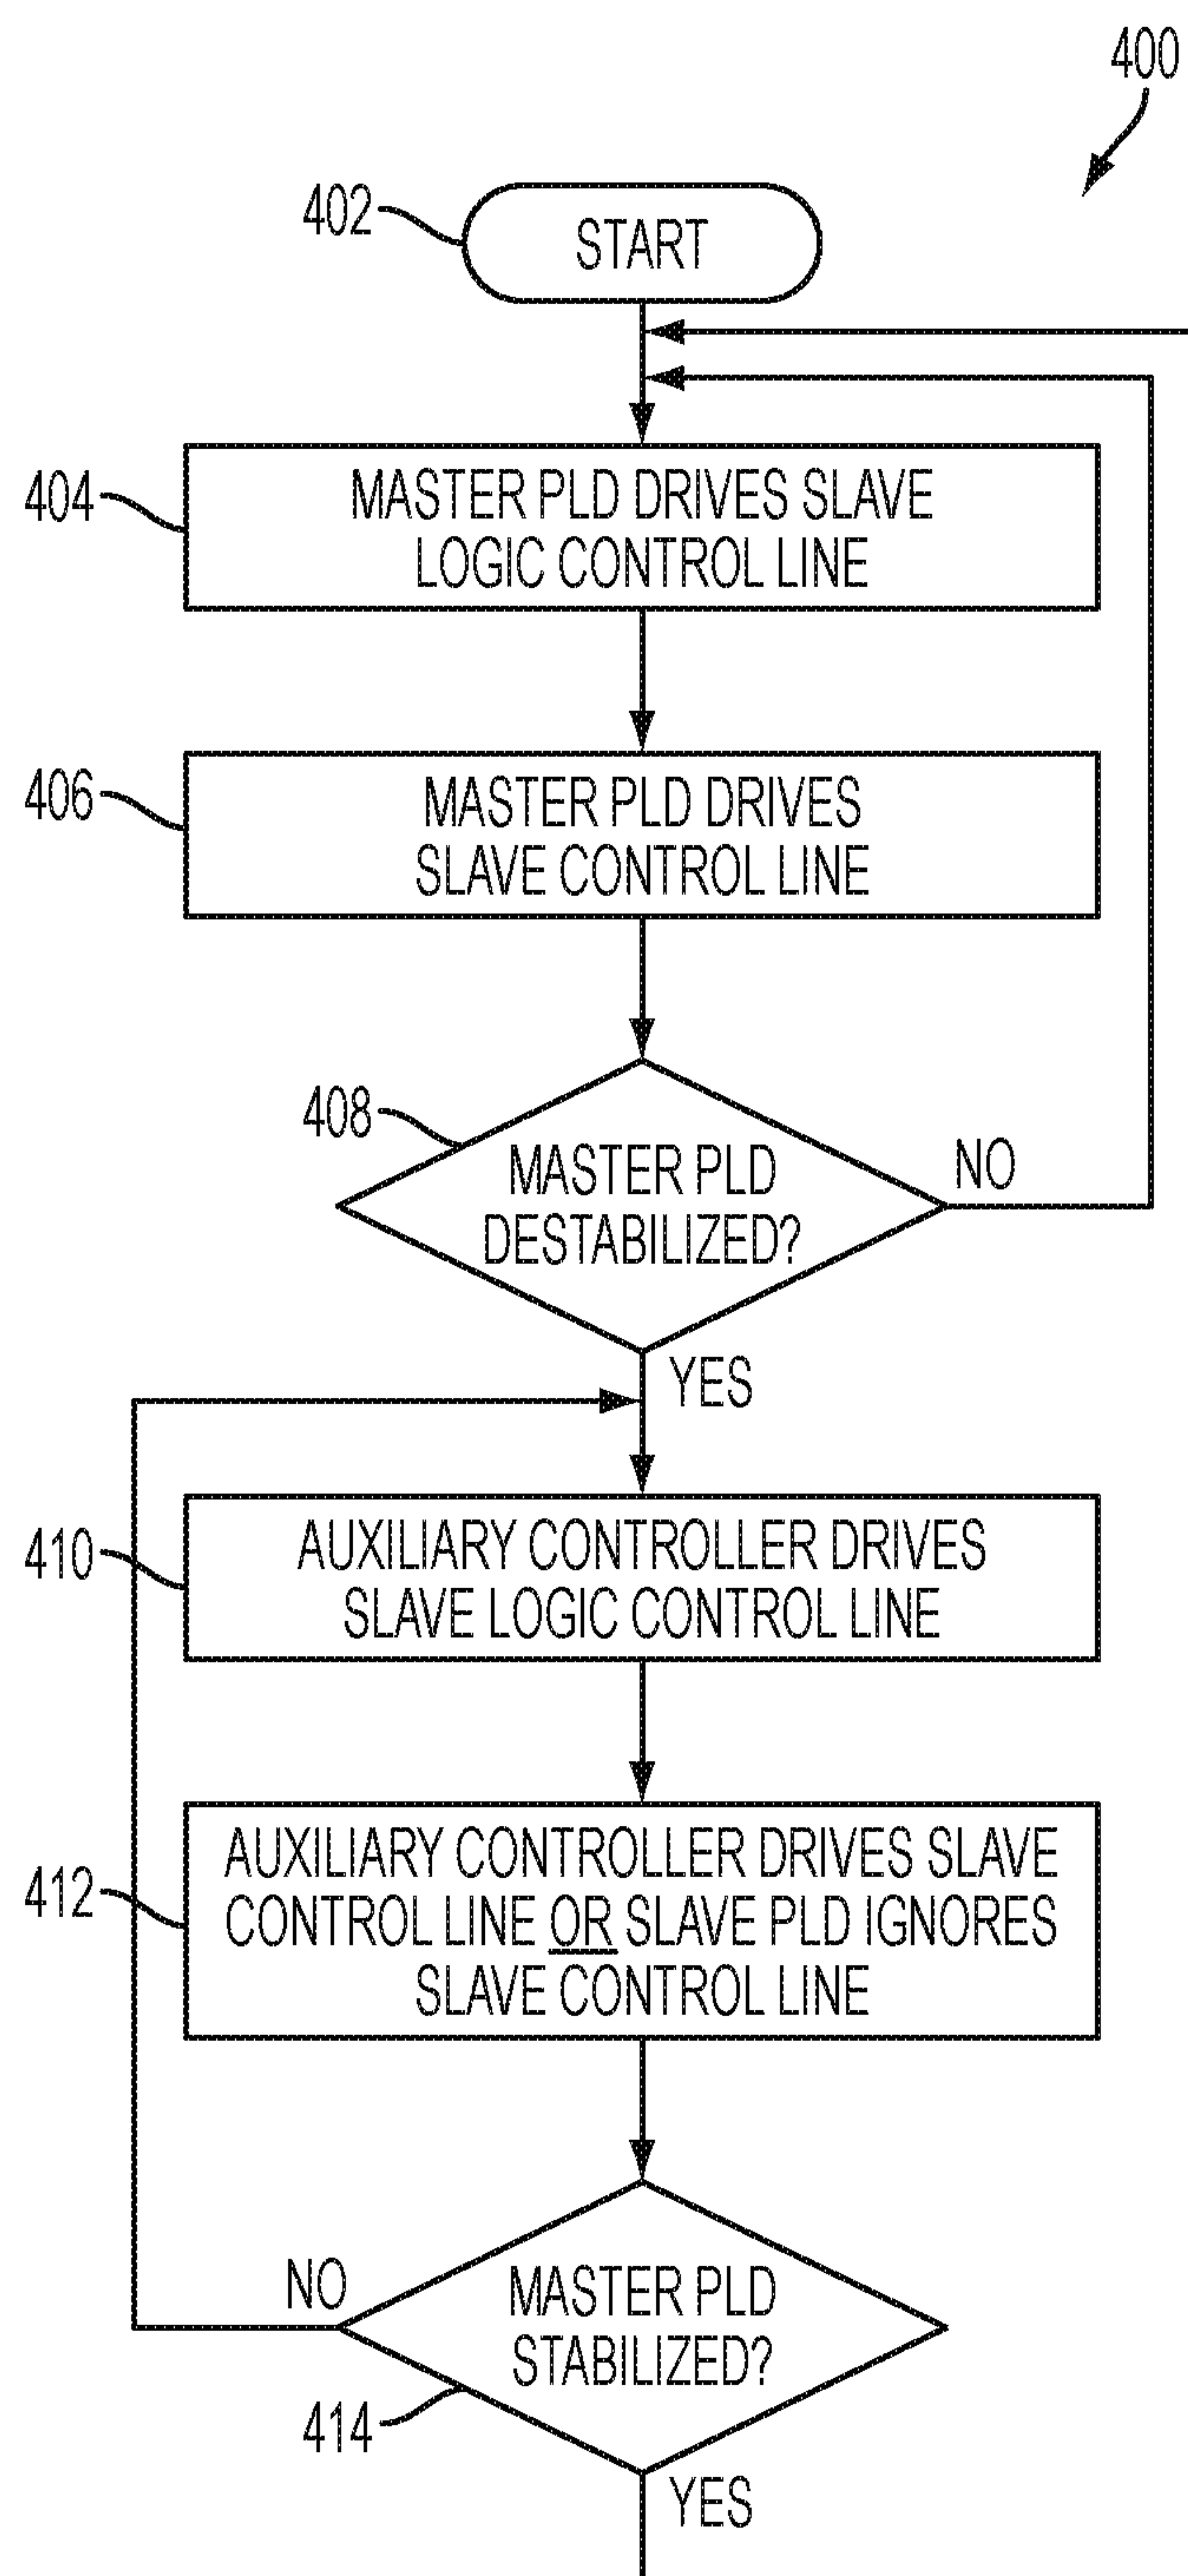 400
402
START
404
MASTER PLD DRIVES SLAVE
LOGIC CONTROL LINE
406
MASTER PLD DRIVES
SLAVE CONTROL LINE
408
MASTER PLD
DESTABILIZED?
NO
YES
410
AUXILIARY CONTROLLER DRIVES
SLAVE LOGIC CONTROL LINE
412
AUXILIARY CONTROLLER DRIVES SLAVE
CONTROL LINE OR SLAVE PLD IGNORES
SLAVE CONTROL LINE
NO
MASTER PLD
STABILIZED?
414
YES